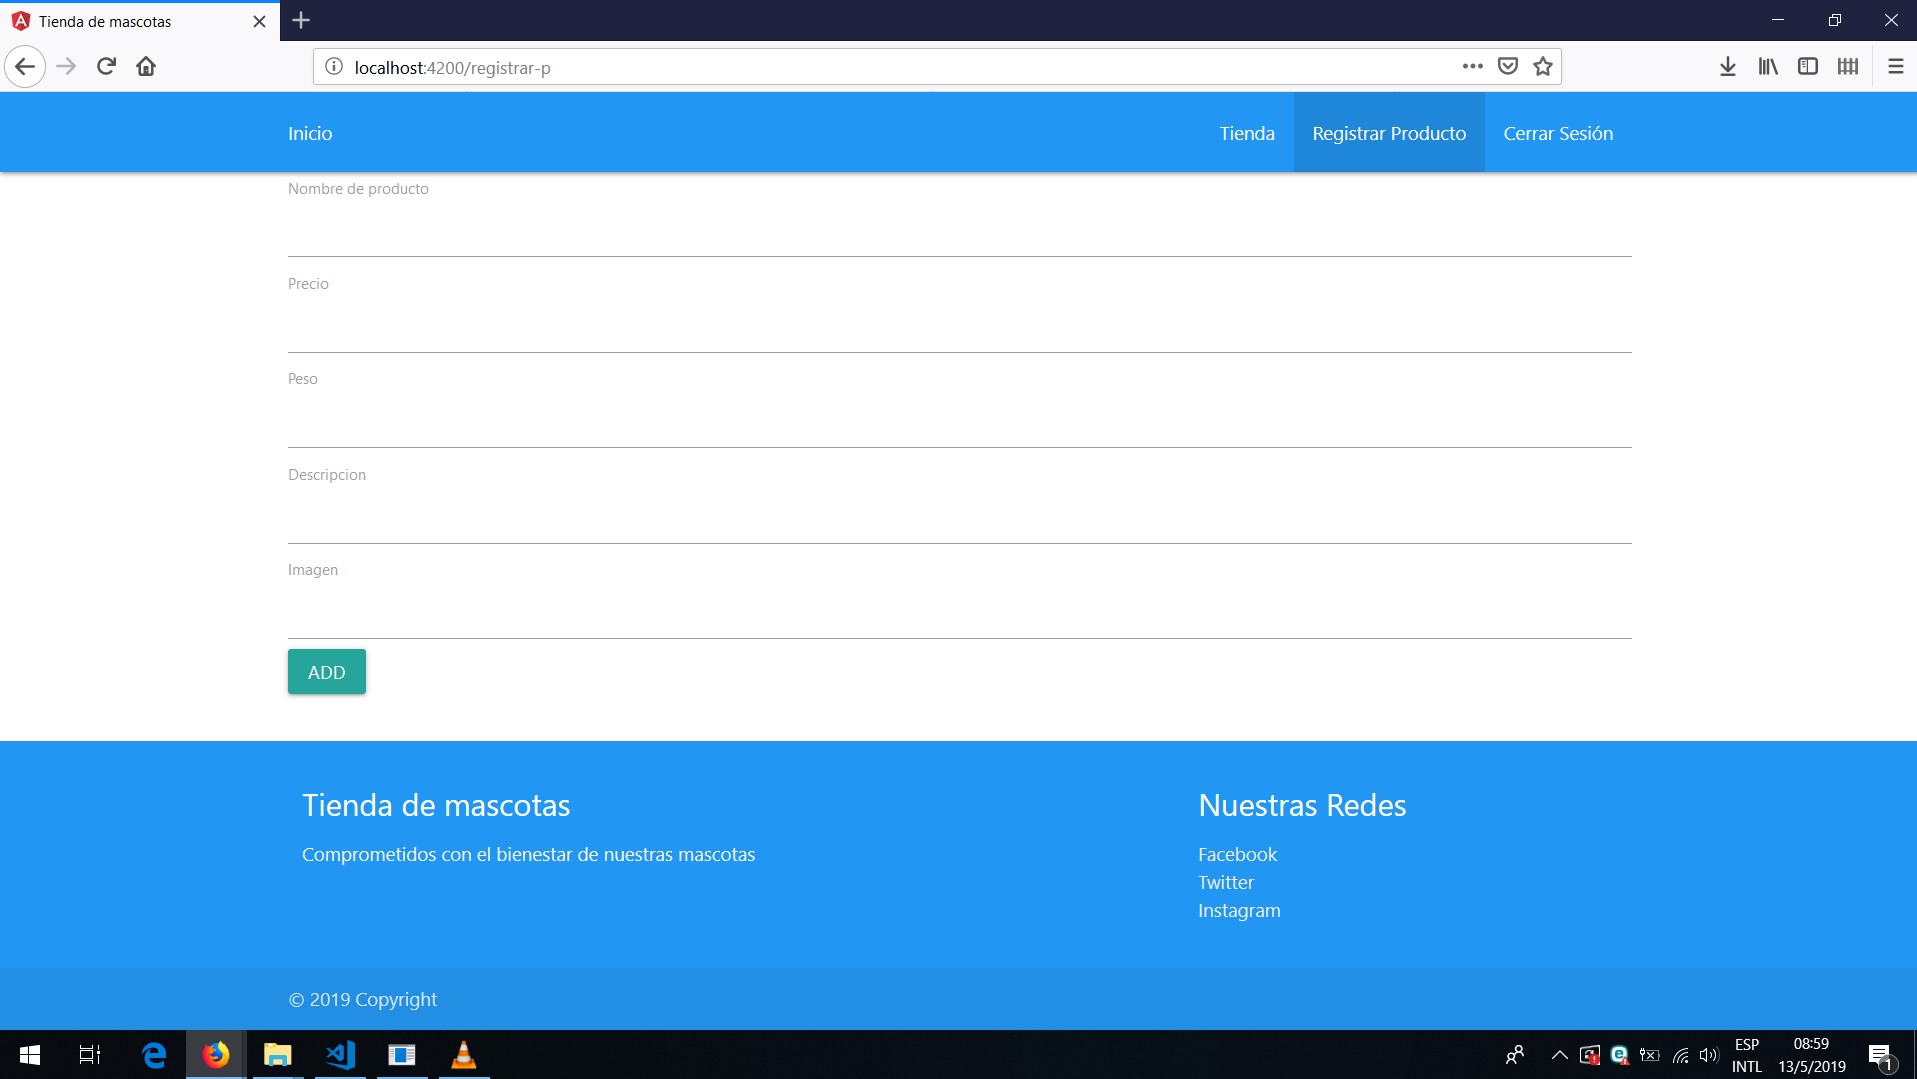 Tienda de mascotas
localhost:4200/registrar-p
Inicio
Tienda
Registrar Producto
Cerrar Sesión
Nombre de producto
Precio
Peso
Descripcion
Imagen
ADD
Tienda de mascotas
Comprometidos con el bienestar de nuestras mascotas
Nuestras Redes
Facebook
Twitter
Instagram
© 2019 Copyright
ESP
INTL
08:59
13/5/2019
1